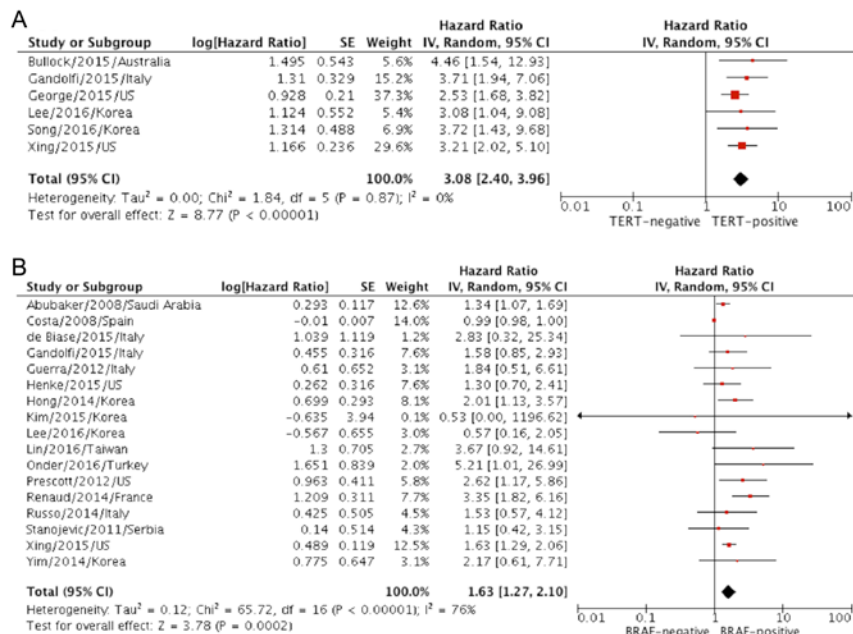 A
Hazard Ratio Hazard Ratio
Study or Subgroup log[Hazard Ratio] SE Weight IV, Random, 95% CI IV, Random, 95% CI
Bullock/2015/Australia 1.495 0.543 5.6% 4.46 [1.54, 12.93]
Gandolfi/2015/Italy 1.31 0.329 15.2% 3.71 [1.94, 7.06]
George/2015/US 0.928 0.21 37.3% 2.53 [1.68, 3.82]
Lee/2016/Korea 1.124 0.552 5.4% 3.08 [1.04, 9.08]
Song/2016/Korea 1.314 0.488 6.9% 3.72 [1.43, 9.68]
Xing/2015/US 1.166 0.236 29.6% 3.21 [2.02, 5.10]
Total (95% CI) 100.0% 3.08 [2.40, 3.96]
Heterogeneity: Tau² = 0.00; Chi² = 1.84, df = 5 (P = 0.87); I² = 0%
Test for overall effect: Z = 8.77 (P < 0.00001)
0.01 0.1 1 10 100
TERT-negative TERT-positive
B
Hazard Ratio Hazard Ratio
Study or Subgroup log[Hazard Ratio] SE Weight IV, Random, 95% CI IV, Random, 95% CI
Abubaker/2008/Saudi Arabia 0.293 0.117 12.6% 1.34 [1.07, 1.69]
Costa/2008/Spain −0.01 0.007 14.0% 0.99 [0.98, 1.00]
de Biase/2015/Italy 1.039 1.119 1.2% 2.83 [0.32, 25.34]
Gandolfi/2015/Italy 0.455 0.316 7.6% 1.58 [0.85, 2.93]
Guerra/2012/Italy 0.61 0.652 3.1% 1.84 [0.51, 6.61]
Henke/2015/US 0.262 0.316 7.6% 1.30 [0.70, 2.41]
Hong/2014/Korea 0.699 0.293 8.1% 2.01 [1.13, 3.57]
Kim/2015/Korea −0.635 3.94 0.1% 0.53 [0.00, 1196.62]
Lee/2016/Korea −0.567 0.655 3.0% 0.57 [0.16, 2.05]
Lin/2016/Taiwan 1.3 0.705 2.7% 3.67 [0.92, 14.61]
Onder/2016/Turkey 1.651 0.839 2.0% 5.21 [1.01, 26.99]
Prescott/2012/US 0.963 0.411 5.8% 2.62 [1.17, 5.86]
Renaud/2014/France 1.209 0.311 7.7% 3.35 [1.82, 6.16]
Russo/2014/Italy 0.425 0.505 4.5% 1.53 [0.57, 4.12]
Stanojevic/2011/Serbia 0.14 0.514 4.3% 1.15 [0.42, 3.15]
Xing/2015/US 0.489 0.119 12.5% 1.63 [1.29, 2.06]
Yim/2014/Korea 0.775 0.647 3.1% 2.17 [0.61, 7.71]
Total (95% CI) 100.0% 1.63 [1.27, 2.10]
Heterogeneity: Tau² = 0.12; Chi² = 65.72, df = 16 (P < 0.00001); I² = 76%
Test for overall effect: Z = 3.78 (P = 0.0002)
0.01 0.1 1 10 100
BRAF-negative BRAF-positive